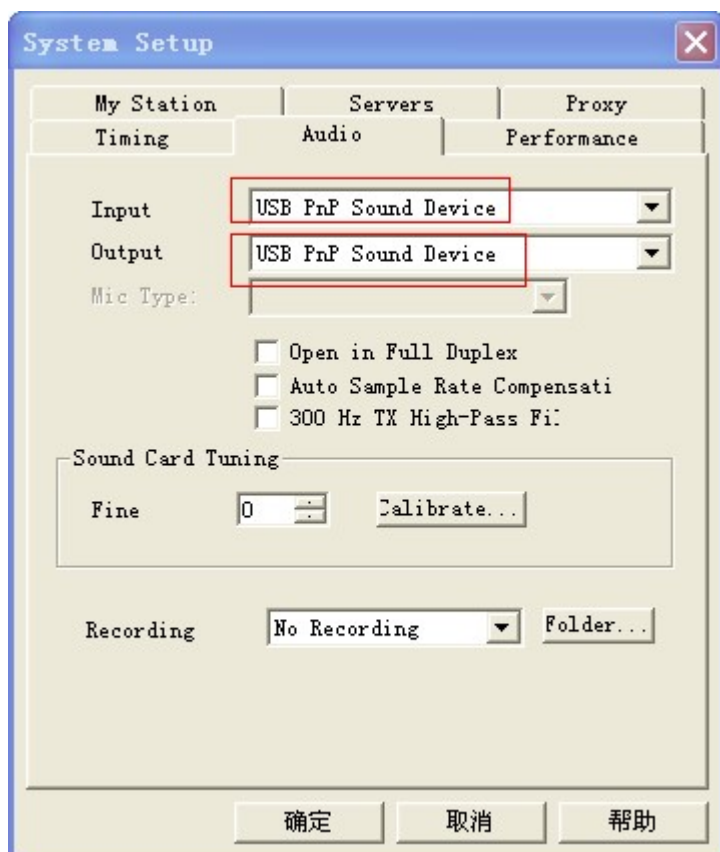 System Setup
My Station Servers Proxy
Timing Audio Performance
Input USB PnP Sound Device
Output USB PnP Sound Device
Mic Type:
Open in Full Duplex
Auto Sample Rate Compensati
300 Hz TX High-Pass Fil
Sound Card Tuning
Fine 0 Calibrate...
Recording No Recording Folder...
确定 取消 帮助